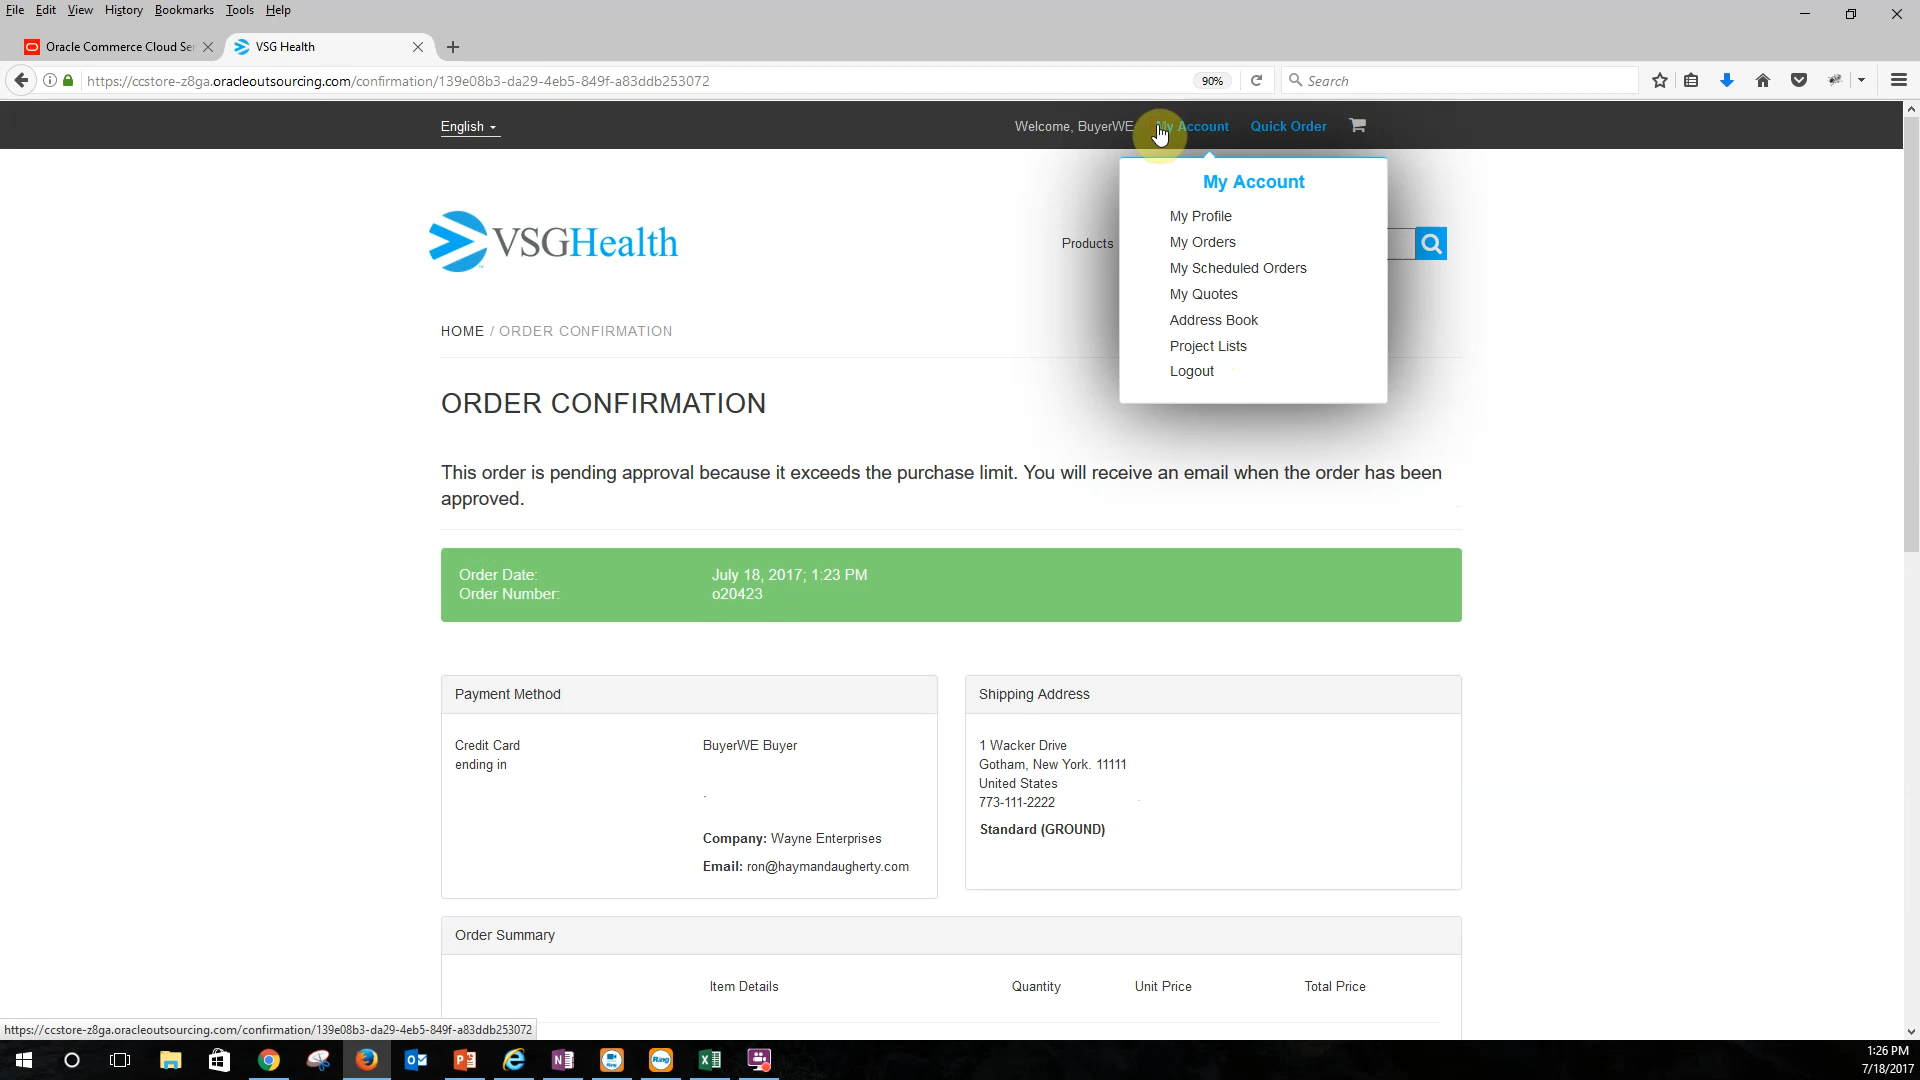 File Edit View History Bookmarks Tools Help
Oracle Commerce Cloud Se
VSG Health
https://ccstore-z8ga.oracleoutsourcing.com/confirmation/139e08b3-da29-4eb5-849f-a83ddb253072
90%
Search
English
Welcome, BuyerWE
My Account
Quick Order
My Account
My Profile
My Orders
My Scheduled Orders
My Quotes
Address Book
Project Lists
Logout
VSGHealth
Products
HOME / ORDER CONFIRMATION
ORDER CONFIRMATION
This order is pending approval because it exceeds the purchase limit. You will receive an email when the order has been
approved.
Order Date: July 18, 2017; 1:23 PM
Order Number: o20423
Payment Method
Credit Card
ending in
BuyerWE Buyer
Company: Wayne Enterprises
Email: ron@haymandaugherty.com
Shipping Address
1 Wacker Drive
Gotham, New York. 11111
United States
773-111-2222
Standard (GROUND)
Order Summary
Item Details Quantity Unit Price Total Price
https://ccstore-z8ga.oracleoutsourcing.com/confirmation/139e08b3-da29-4eb5-849f-a83ddb253072
1:26 PM
7/18/2017